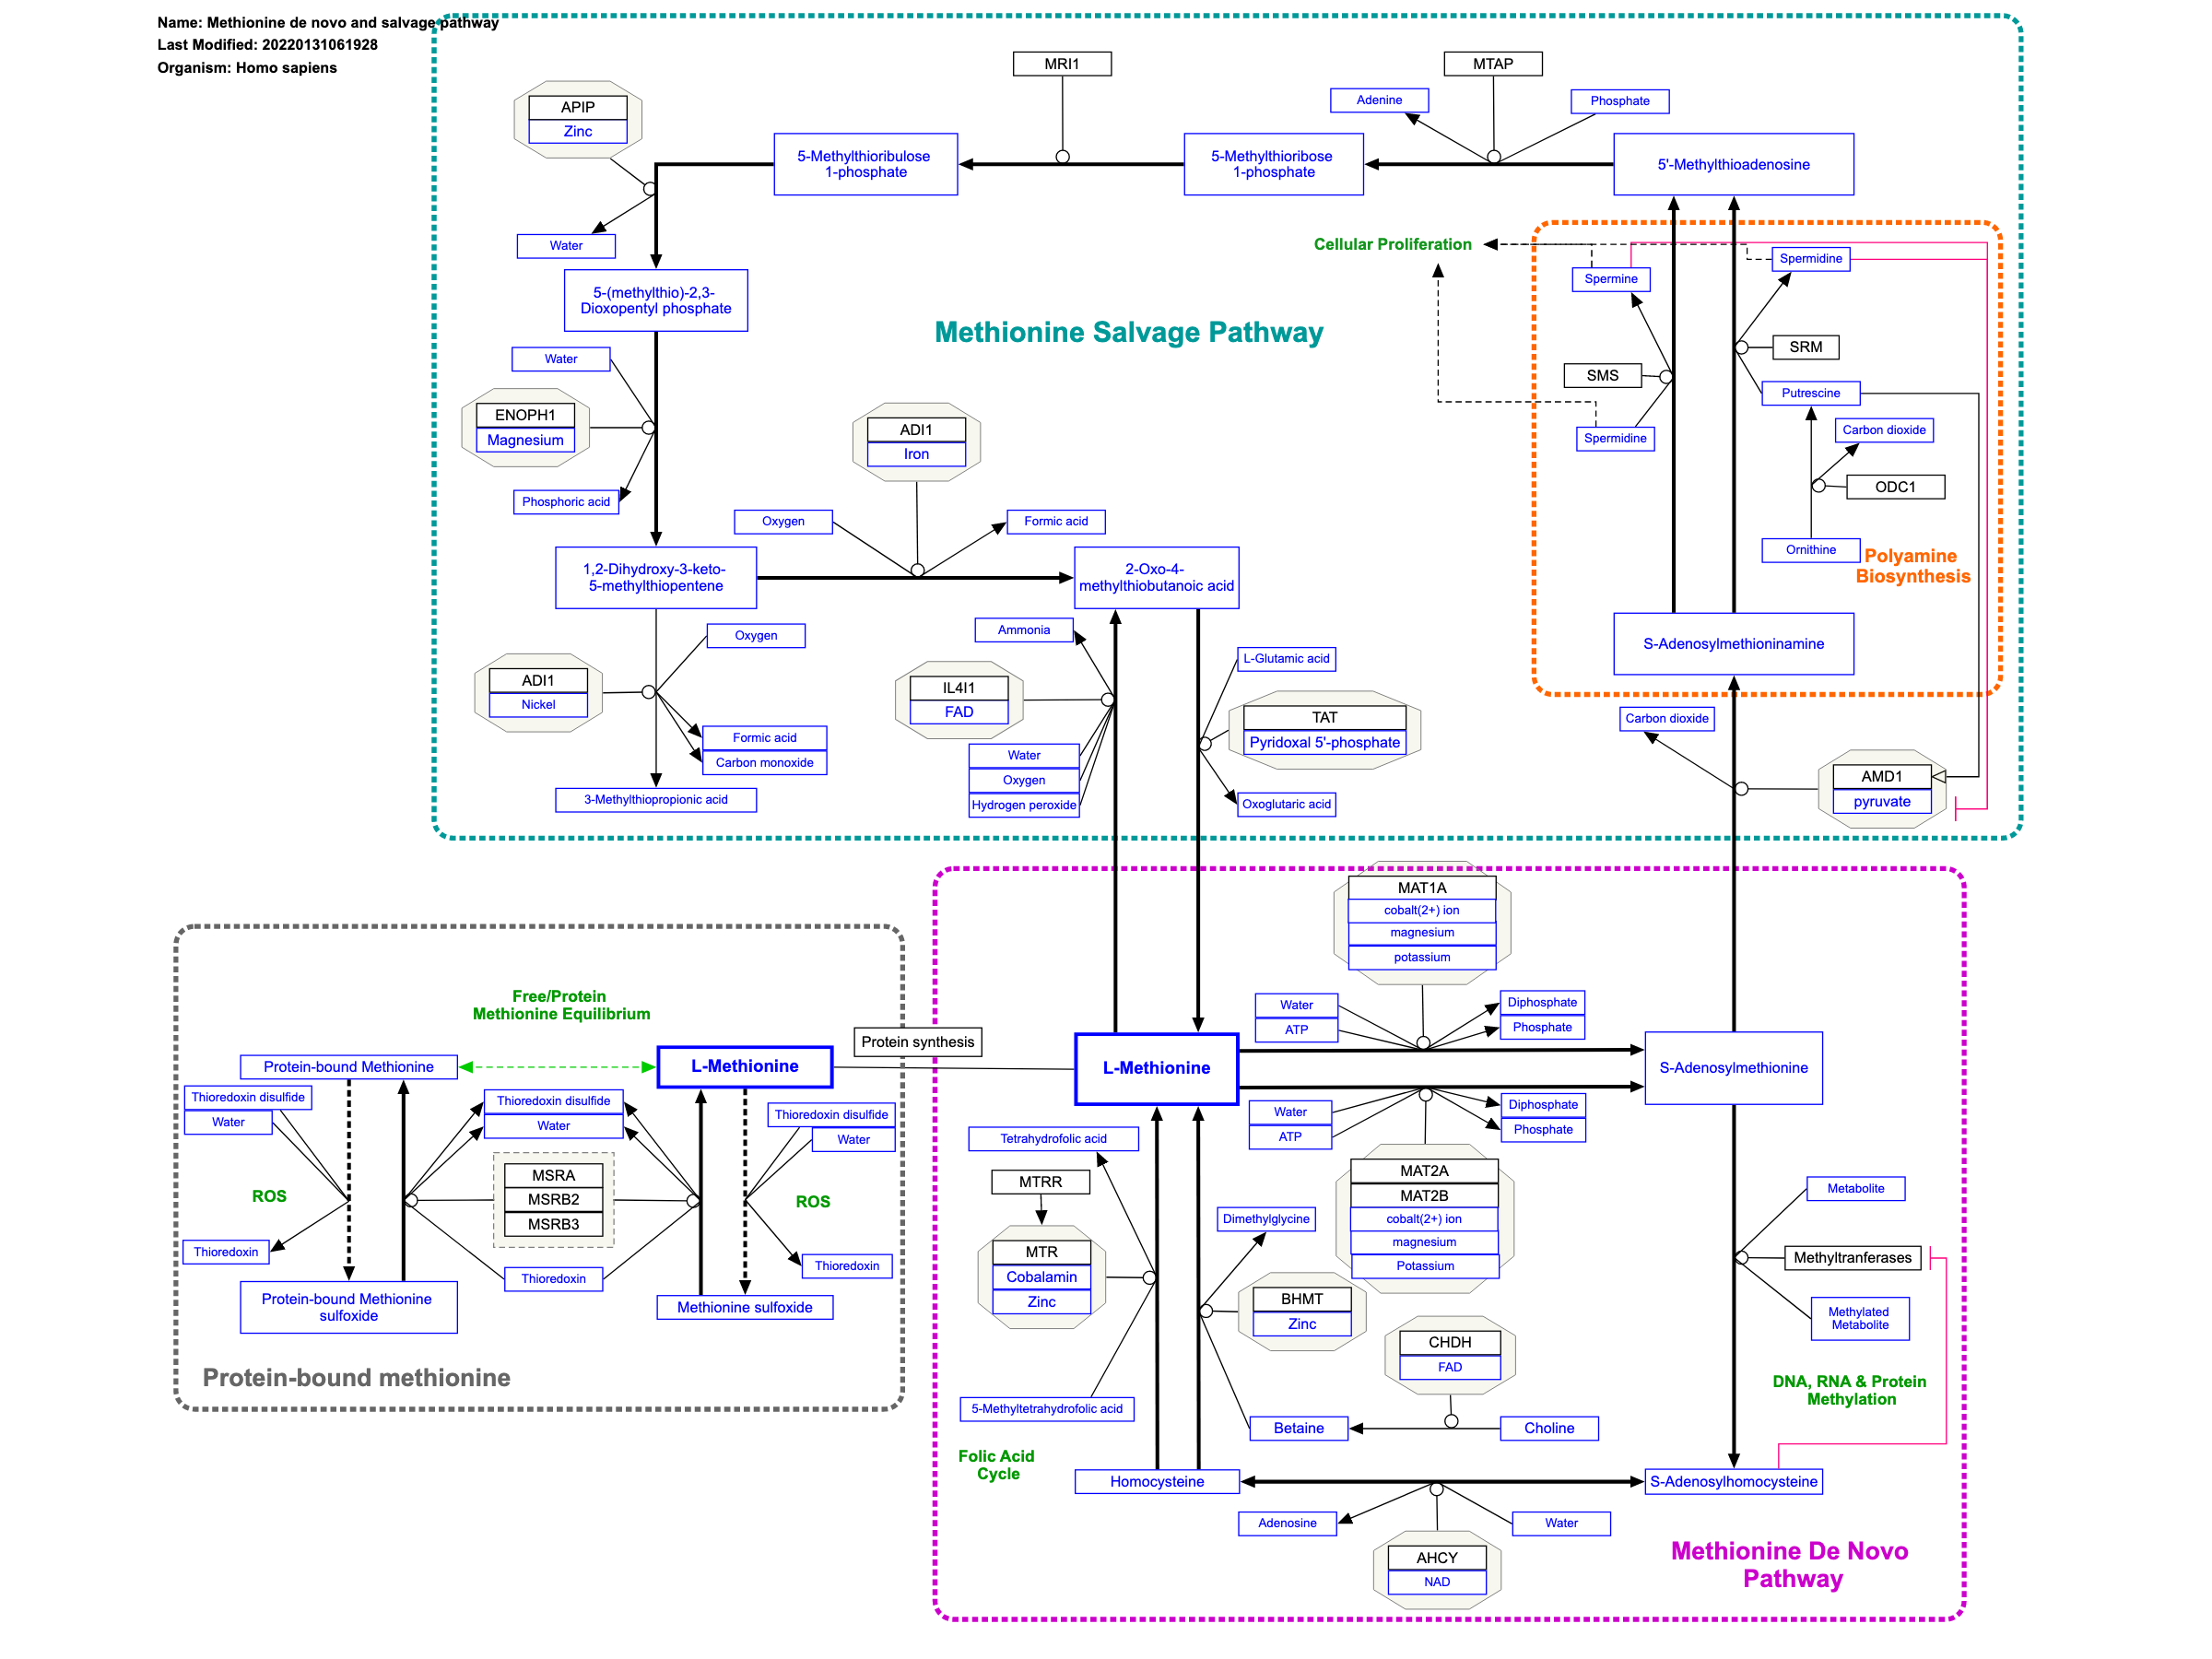 Name: Methionine de novo and salvage pathway
Last Modified: 20220131061928
Organism: Homo sapiens
MRI1
MTAP
APIP
Zinc
Adenine
Phosphate
5-Methylthioribulose
1-phosphate
5-Methylthioribose
1-phosphate
5'-Methylthioadenosine
Water
Cellular Proliferation
Spermine
Spermidine
5-(methylthio)-2,3-
Dioxopentyl phosphate
Methionine Salvage Pathway
Water
SRM
SMS
Putrescine
ENOPH1
Magnesium
ADI1
Iron
Spermidine
Carbon dioxide
ODC1
Phosphoric acid
Oxygen
Formic acid
Ornithine
Polyamine
Biosynthesis
1,2-Dihydroxy-3-keto-
5-methylthiopentene
2-Oxo-4-
methylthiobutanoic acid
Oxygen
Ammonia
L-Glutamic acid
S-Adenosylmethioninamine
ADI1
Nickel
IL4I1
FAD
TAT
Pyridoxal 5'-phosphate
Carbon dioxide
Formic acid
Carbon monoxide
Water
Oxygen
Hydrogen peroxide
Oxoglutaric acid
AMD1
pyruvate
3-Methylthiopropionic acid
MAT1A
cobalt(2+) ion
magnesium
potassium
Free/Protein
Methionine Equilibrium
Water
ATP
Diphosphate
Phosphate
Protein synthesis
Protein-bound Methionine
L-Methionine
L-Methionine
S-Adenosylmethionine
Thioredoxin disulfide
Water
Thioredoxin disulfide
Water
Thioredoxin disulfide
Water
Water
ATP
Diphosphate
Phosphate
Tetrahydrofolic acid
MSRA
MSRB2
MSRB3
ROS
ROS
MTRR
MAT2A
MAT2B
cobalt(2+) ion
magnesium
Potassium
Metabolite
Dimethylglycine
Thioredoxin
Thioredoxin
Thioredoxin
MTR
Cobalamin
Zinc
Methyltranferases
Protein-bound Methionine
sulfoxide
Methionine sulfoxide
BHMT
Zinc
Methylated
Metabolite
CHDH
FAD
Protein-bound methionine
DNA, RNA & Protein
Methylation
5-Methyltetrahydrofolic acid
Betaine
Choline
Folic Acid
Cycle
Homocysteine
S-Adenosylhomocysteine
Adenosine
Water
AHCY
NAD
Methionine De Novo
Pathway